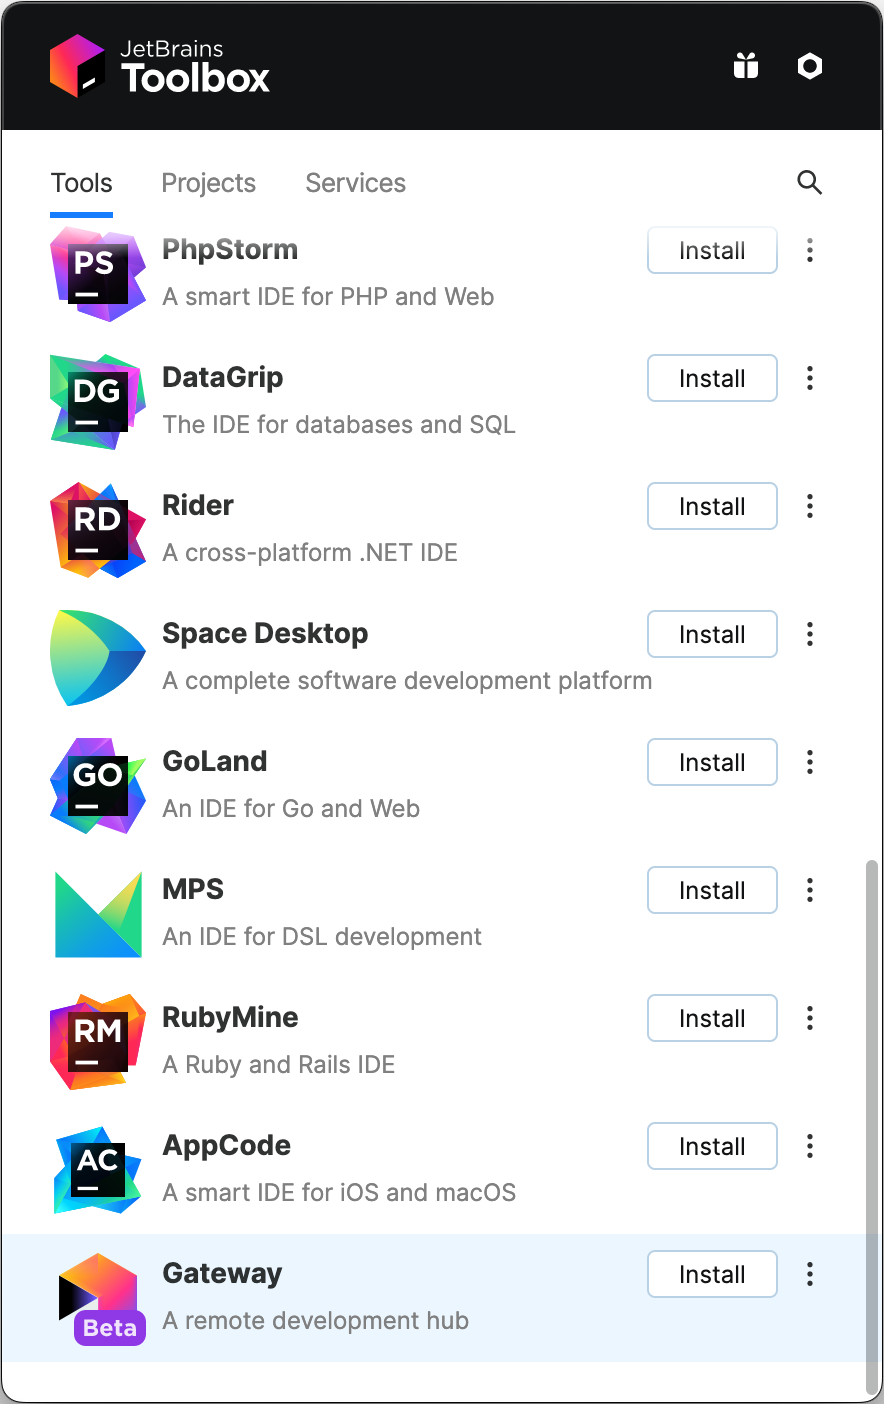 JetBrains
Toolbox
Tools Projects Services
PS PhpStorm Install
A smart IDE for PHP and Web
DG DataGrip Install
The IDE for databases and SQL
RD Rider Install
A cross-platform .NET IDE
Space Desktop Install
A complete software development platform
GO GoLand Install
An IDE for Go and Web
MPS Install
An IDE for DSL development
RM RubyMine Install
A Ruby and Rails IDE
AC AppCode Install
A smart IDE for iOS and macOS
Gateway Install
Beta A remote development hub